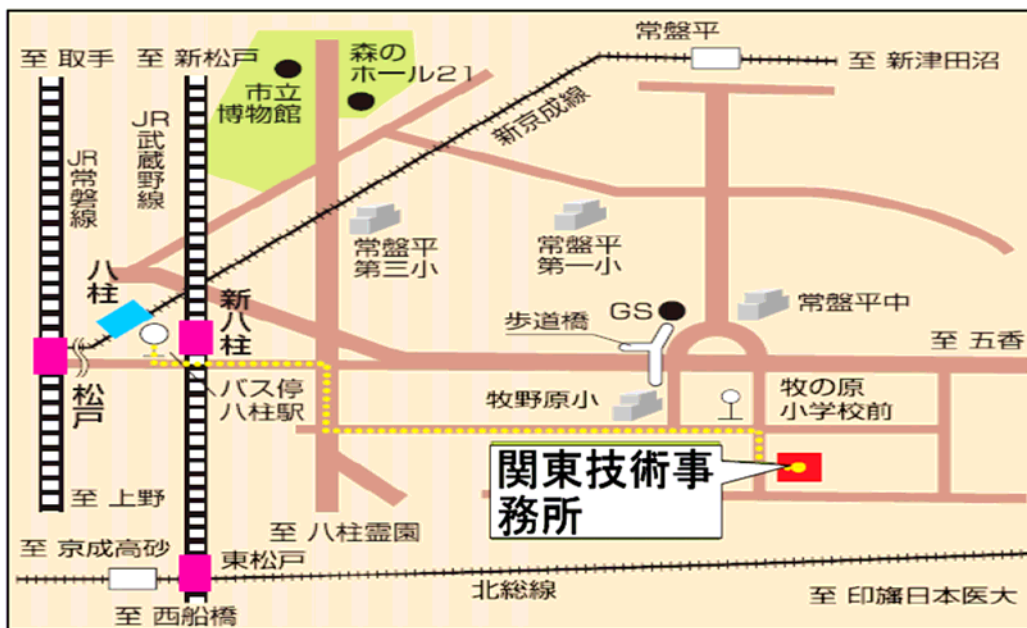 常盤平
至 取手
至 新松戸
森の
ホール21
至 新津田沼
市立
博物館
JR武蔵野線
新京成線
JR常磐線
常盤平
第三小
常盤平
第一小
八柱
新八柱
GS
常盤平中
歩道橋
至 五香
松戸
バス停
八柱駅
牧野原小
牧の原
小学校前
関東技術事
務所
至 上野
至 八柱霊園
至 京成高砂
東松戸
北総線
至 印旛日本医大
至 西船橋